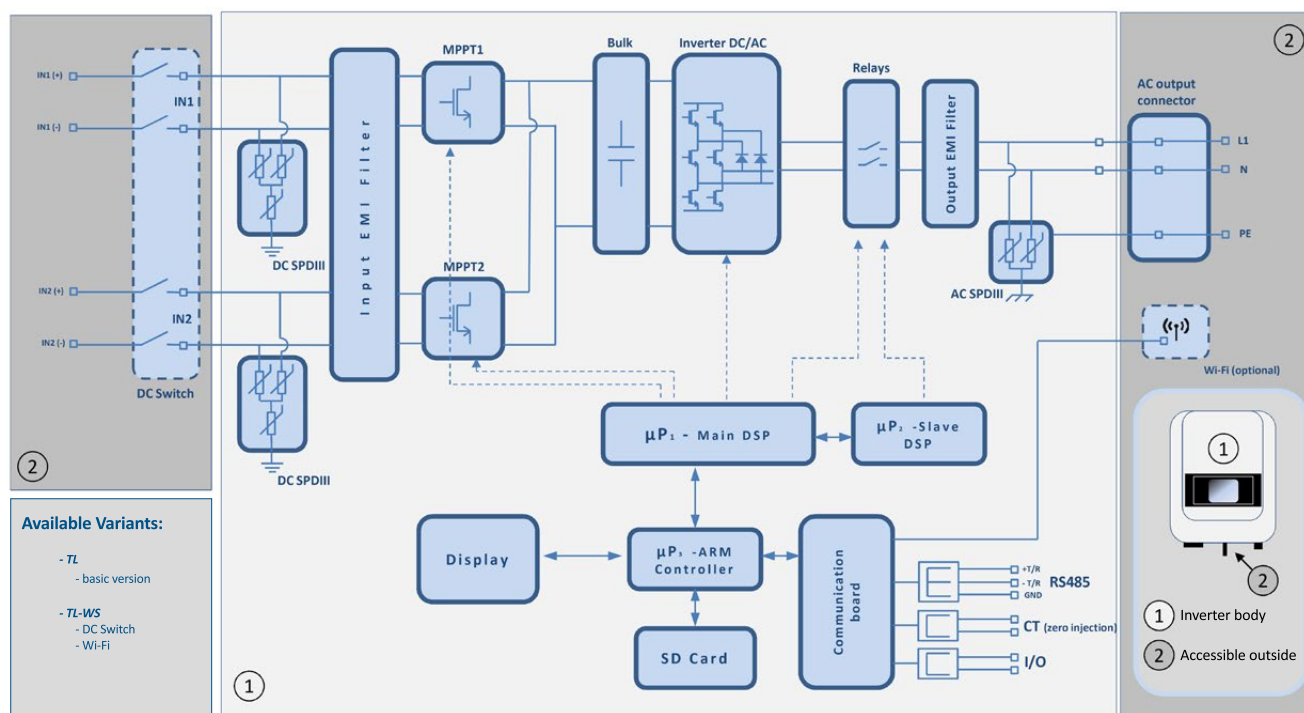 2
IN1 (+)
IN1 (-)
IN1
IN2 (+)
IN2 (-)
IN2
DC Switch
2
DC SPDIII
DC SPDIII
Input EMI Filter
MPPT1
MPPT2
Bulk
Inverter DC/AC
Relays
Output EMI Filter
AC SPDIII
AC output
connector
L1
N
PE
Wi-Fi (optional)
µP₁ - Main DSP
µP₂ -Slave
DSP
Display
µP₃ -ARM
Controller
SD Card
Communication
board
+T/R
- T/R
GND
RS485
CT (zero injection)
I/O
1
Available Variants:
- TL
- basic version
- TL-WS
- DC Switch
- Wi-Fi
1
2
1 Inverter body
2 Accessible outside